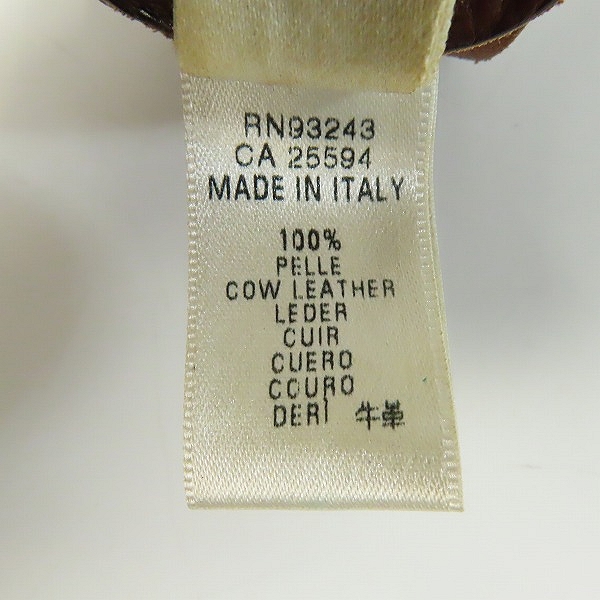 RN93243
CA 25594
MADE IN ITALY
100%
PELLE
COW LEATHER
LEDER
CUIR
CUERO
COURO
DERİ 牛革